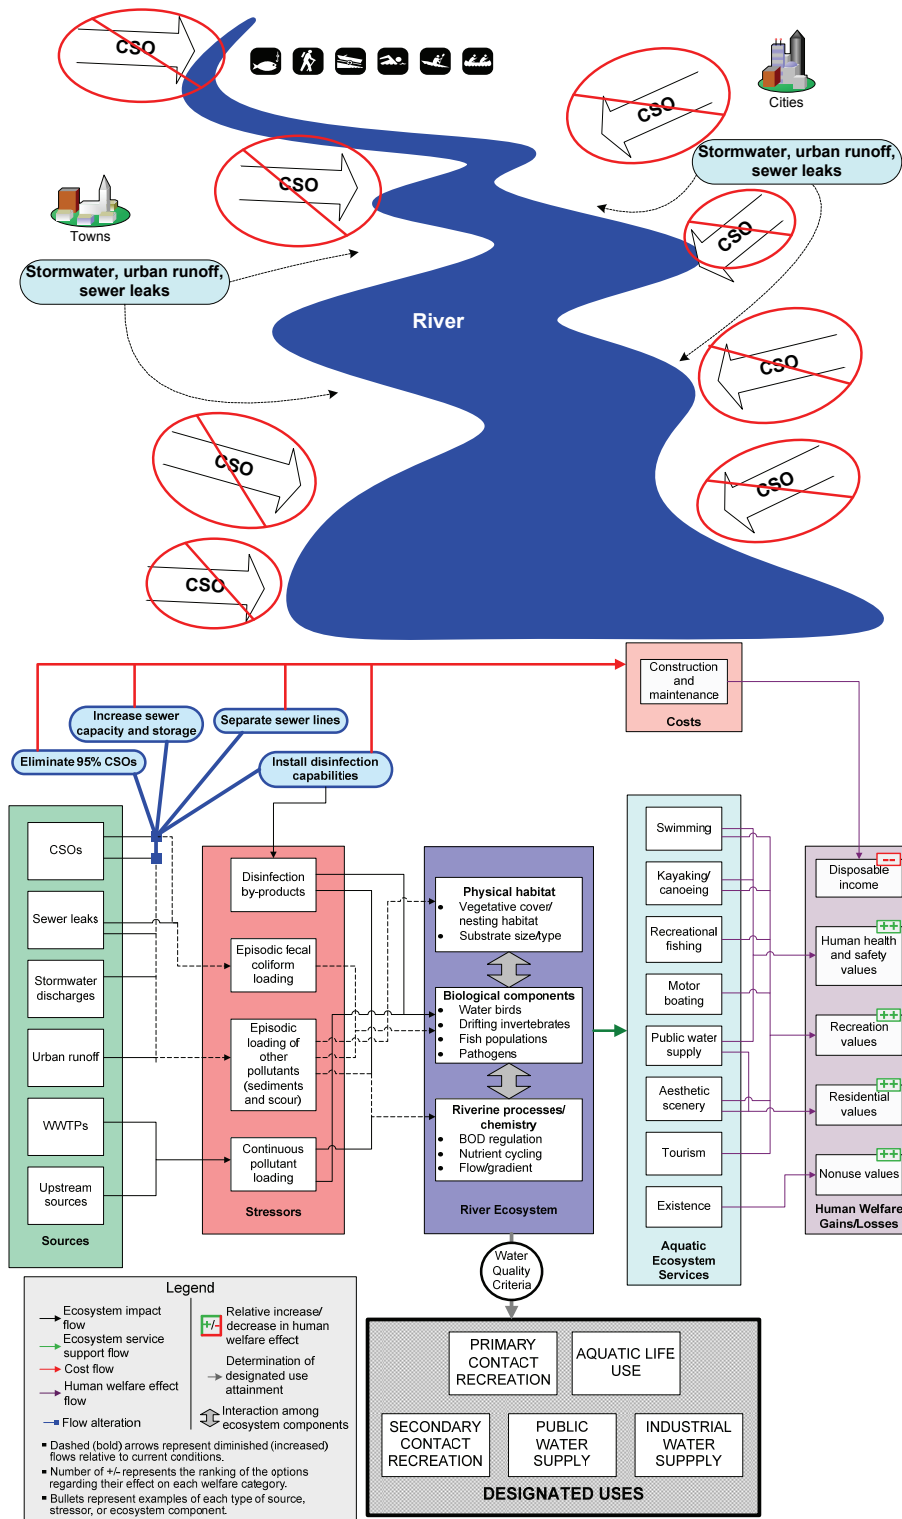 CSO
Cities
CSO
Stormwater, urban runoff,
sewer leaks
CSO
Towns
CSO
Stormwater, urban runoff,
sewer leaks
River
CSO
CSO
CSO
CSO
Construction
and
maintenance
Costs
Increase sewer
capacity and storage
Separate sewer lines
Eliminate 95% CSOs
Install disinfection
capabilities
CSOs
Sewer leaks
Stormwater
discharges
Urban runoff
WWTPs
Upstream
sources
Sources
Disinfection
by-products
Episodic fecal
coliform
loading
Episodic
loading of
other
pollutants
(sediments
and scour)
Continuous
pollutant
loading
Stressors
Physical habitat
• Vegetative cover/
nesting habitat
• Substrate size/type
Biological components
• Water birds
• Drifting invertebrates
• Fish populations
• Pathogens
Riverine processes/
chemistry
• BOD regulation
• Nutrient cycling
• Flow/gradient
River Ecosystem
Swimming
Kayaking/
canoeing
Recreational
fishing
Motor
boating
Public water
supply
Aesthetic
scenery
Tourism
Existence
Aquatic
Ecosystem
Services
--
Disposable
income
++
Human health
and safety
values
++
Recreation
values
++
Residential
values
++
Nonuse values
Human Welfare
Gains/Losses
Water
Quality
Criteria
Legend
Ecosystem impact
flow
Ecosystem service
support flow
Cost flow
Human welfare effect
flow
Flow alteration
+/-
Relative increase/
decrease in human
welfare effect
Determination of
designated use
attainment
Interaction among
ecosystem components
▪ Dashed (bold) arrows represent diminished (increased)
flows relative to current conditions.
▪ Number of +/- represents the ranking of the options
regarding their effect on each welfare category.
▪ Bullets represent examples of each type of source,
stressor, or ecosystem component.
PRIMARY
CONTACT
RECREATION
AQUATIC LIFE
USE
SECONDARY
CONTACT
RECREATION
PUBLIC
WATER
SUPPLY
INDUSTRIAL
WATER
SUPPPLY
DESIGNATED USES